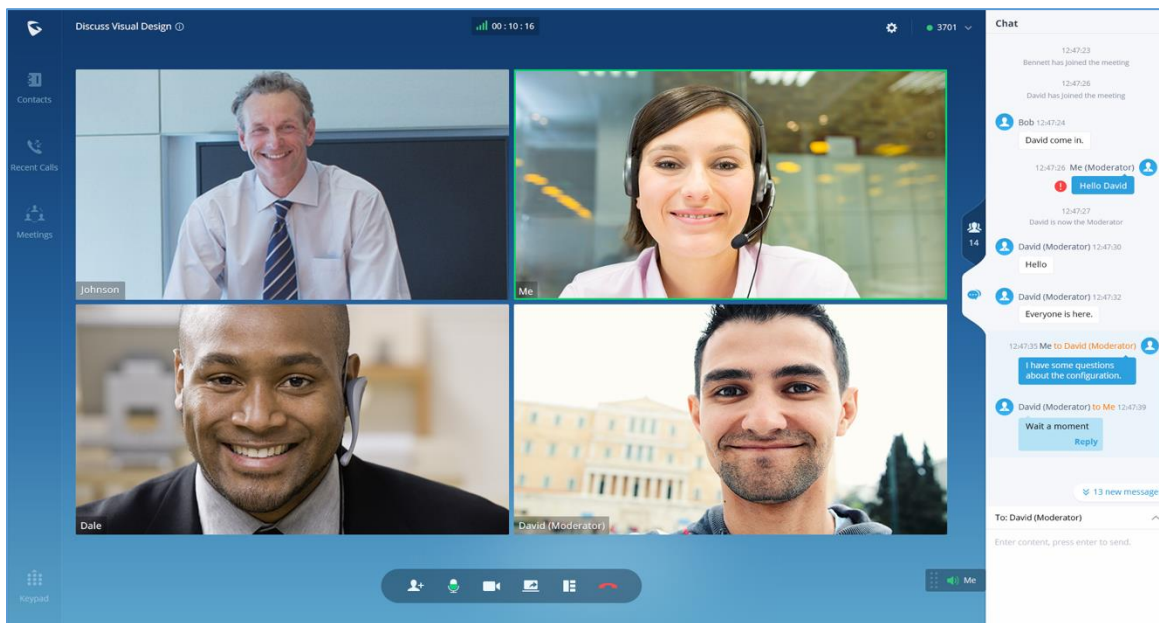 Discuss Visual Design
00:10:16
3701
Contacts
Recent Calls
Meetings
Keypad
Johnson
Me
Dale
David (Moderator)
14
Me
Chat
12:47:23
Bennett has joined the meeting
12:47:26
David has joined the meeting
Bob 12:47:24
David come in.
12:47:26 Me (Moderator)
Hello David
12:47:27
David is now the Moderator
David (Moderator) 12:47:30
Hello
David (Moderator) 12:47:32
Everyone is here.
12:47:35 Me to David (Moderator)
I have some questions
about the configuration.
David (Moderator) to Me 12:47:39
Wait a moment
Reply
13 new message
To: David (Moderator)
Enter content, press enter to send.